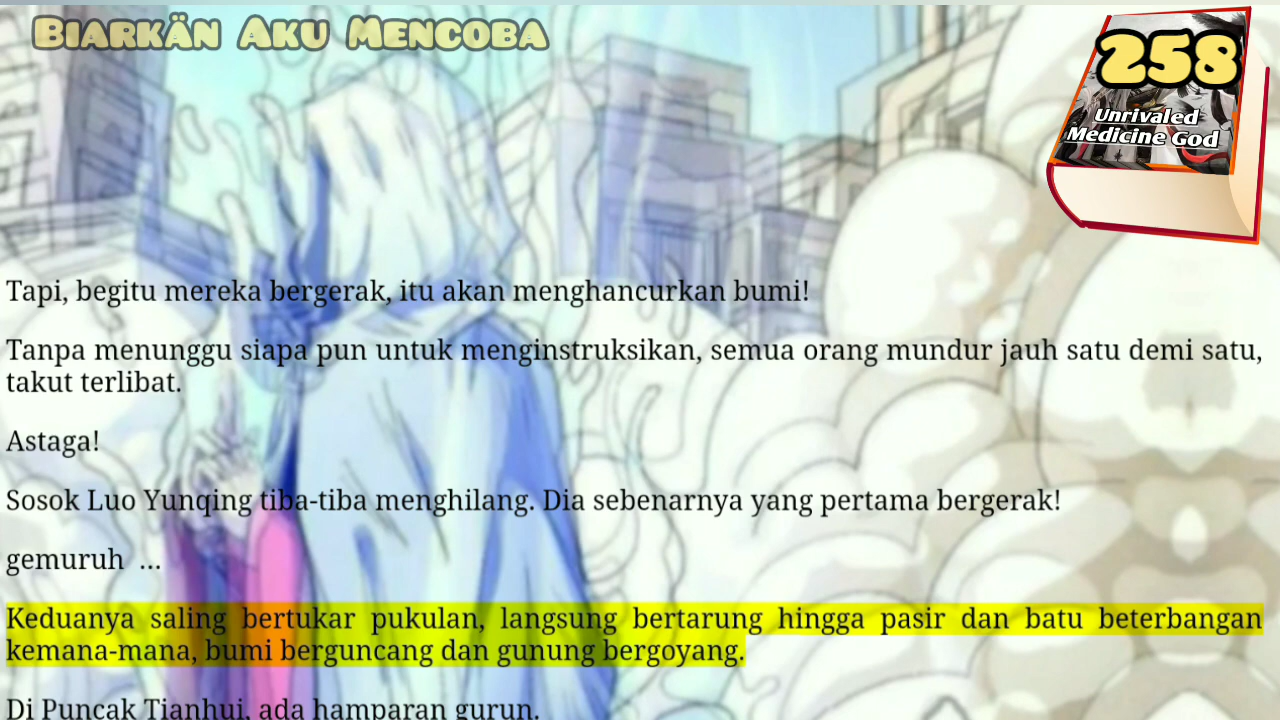 Biarkän Aku Mencoba
258
Unrivaled
Medicine God
Tapi, begitu mereka bergerak, itu akan menghancurkan bumi!
Tanpa menunggu siapa pun untuk menginstruksikan, semua orang mundur jauh satu demi satu,
takut terlibat.
Astaga!
Sosok Luo Yunqing tiba-tiba menghilang. Dia sebenarnya yang pertama bergerak!
gemuruh …
Keduanya saling bertukar pukulan, langsung bertarung hingga pasir dan batu beterbangan
kemana-mana, bumi berguncang dan gunung bergoyang.
Di Puncak Tianhui, ada hamparan gurun.